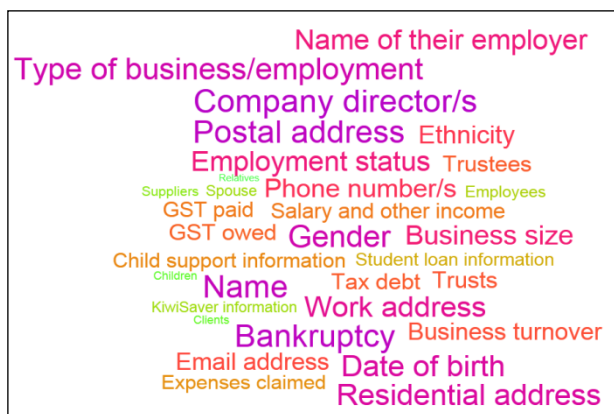 Name of their employer
Type of business/employment
Company director/s
Postal address Ethnicity
Employment status Trustees
Relatives
Suppliers Spouse Phone number/s Employees
GST paid Salary and other income
GST owed Gender Business size
Child support information Student loan information
Children Name Tax debt Trusts
KiwiSaver information Work address
Clients
Bankruptcy Business turnover
Email address Date of birth
Expenses claimed Residential address